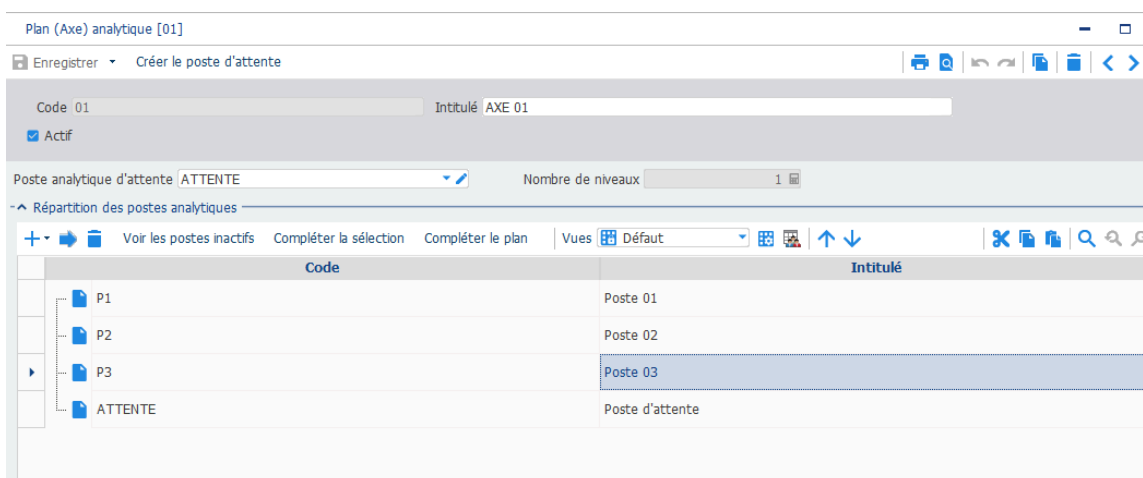 Plan (Axe) analytique [01]
Enregistrer Créer le poste d'attente
Code 01 Intitulé AXE 01
Actif
Poste analytique d'attente ATTENTE Nombre de niveaux 1
Répartition des postes analytiques
Voir les postes inactifs Compléter la sélection Compléter le plan Vues Défaut
Code Intitulé
P1 Poste 01
P2 Poste 02
P3 Poste 03
ATTENTE Poste d'attente